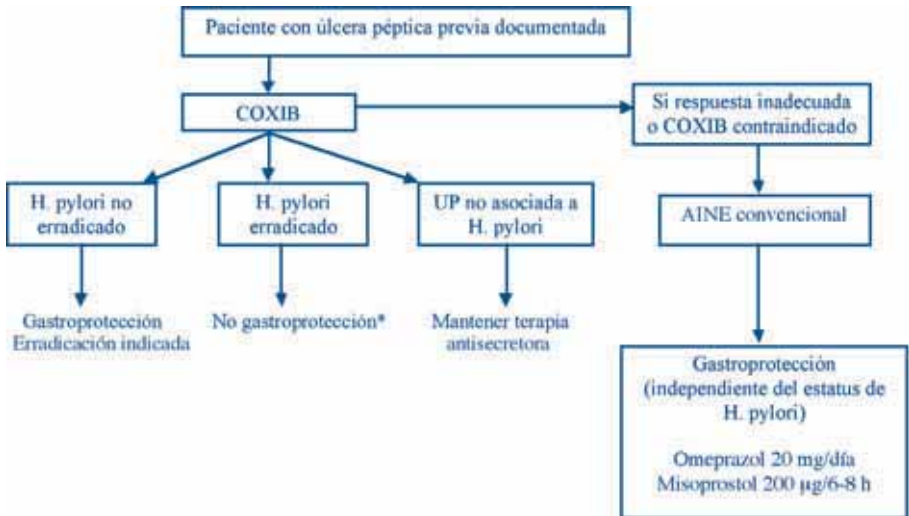 Paciente con úlcera péptica previa documentada
COXIB
Si respuesta inadecuada
o COXIB contraindicado
H. pylori no
erradicado
H. pylori
erradicado
UP no asociada a
H. pylori
AINE convencional
Gastroprotección
Erradicación indicada
No gastroprotección*
Mantener terapia
antisecretora
Gastroprotección
(independiente del estatus de
H. pylori)
Omeprazol 20 mg/día
Misoprostol 200 µg/6-8 h